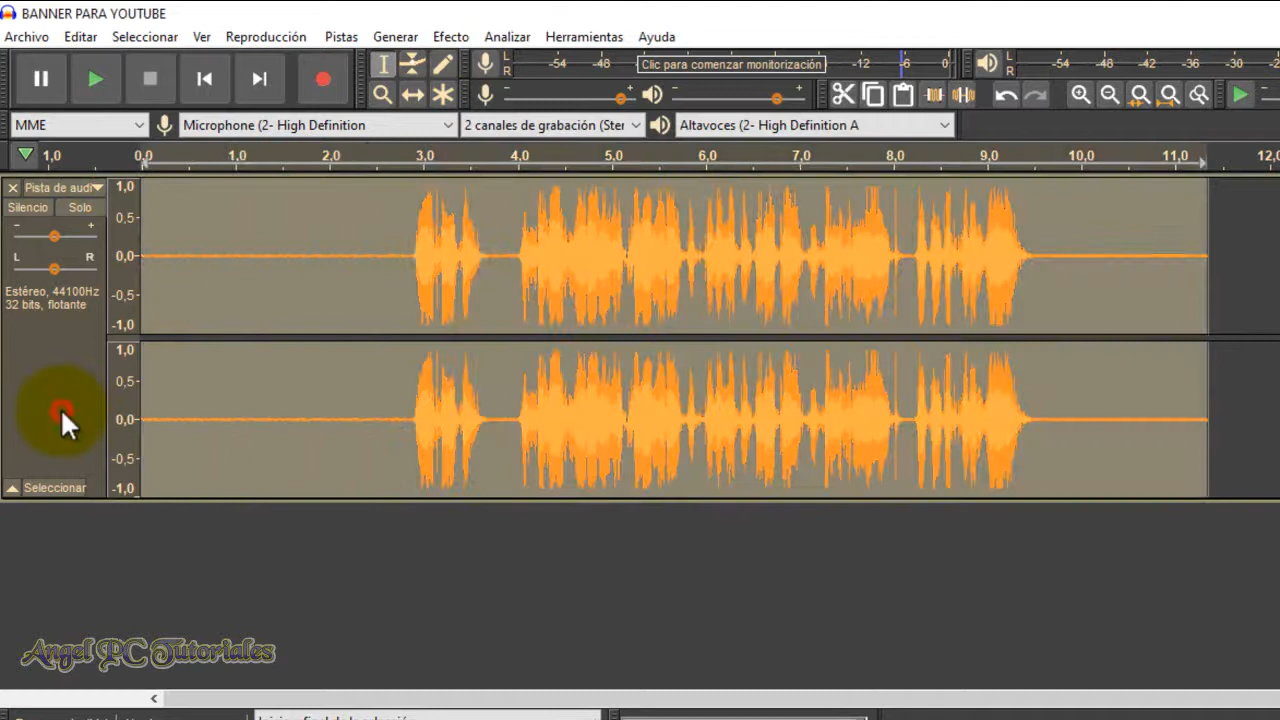 BANNER PARA YOUTUBE
Archivo Editar Seleccionar Ver Reproducción Pistas Generar Efecto Analizar Herramientas Ayuda
L R -54 -48 Clic para comenzar monitorización -12 -6 0 L R -54 -48 -42 -36 -30 -2
MME Microphone (2- High Definition 2 canales de grabación (Ster Altavoces (2- High Definition A
1,0 0,0 1,0 2,0 3,0 4,0 5,0 6,0 7,0 8,0 9,0 10,0 11,0 12,0
Pista de audi 1,0
Silencio Solo
- + 0,5-
L R 0,0-
Estéreo, 44100Hz -0,5-
32 bits, flotante
-1,0
1,0
0,5-
0,0-
-0,5-
Seleccionar -1,0
Angel PC Tutoriales